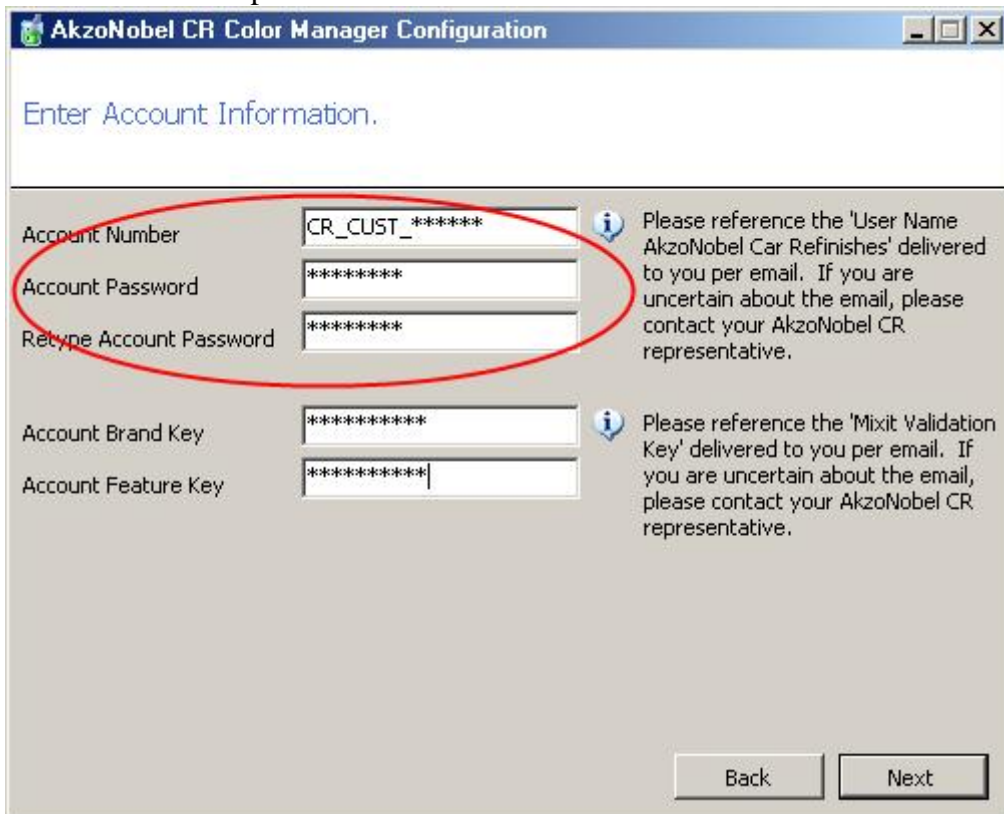 AkzoNobel CR Color Manager Configuration
Enter Account Information.
Account Number
CR_CUST_******
Please reference the 'User Name
AkzoNobel Car Refinishes' delivered
to you per email. If you are
uncertain about the email, please
contact your AkzoNobel CR
representative.
Account Password
********
Retype Account Password
********
Account Brand Key
**********
Please reference the 'Mixit Validation
Key' delivered to you per email. If
you are uncertain about the email,
please contact your AkzoNobel CR
representative.
Account Feature Key
**********
Back
Next